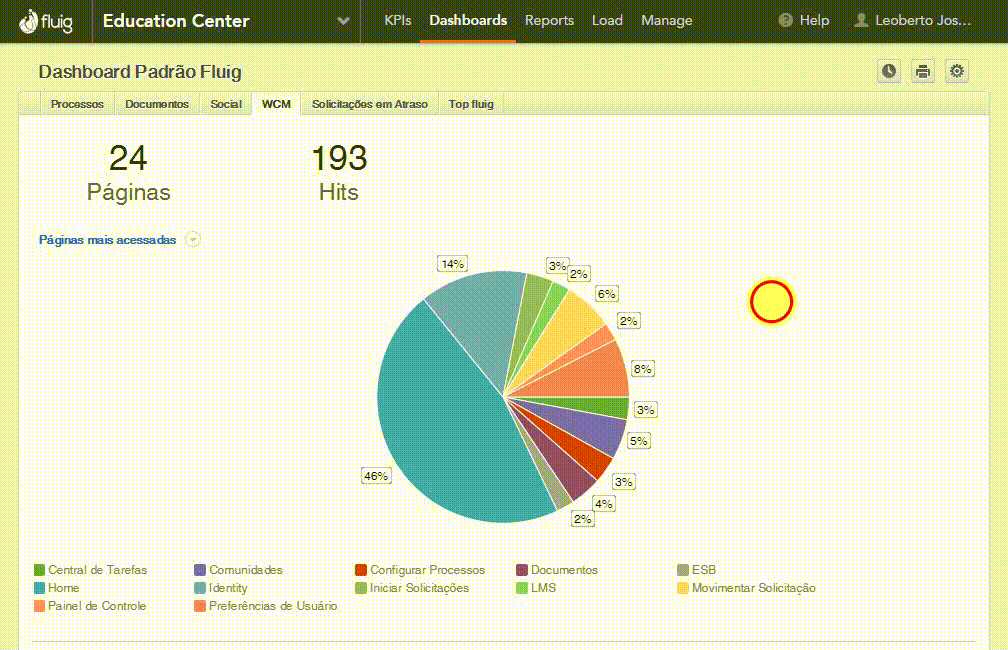 fluig Education Center KPIs Dashboards Reports Load Manage Help Leoberto Jos...
Dashboard Padrão Fluig
Processos Documentos Social WCM Solicitações em Atraso Top fluig
24 193
Páginas Hits
Páginas mais acessadas
14% 3% 2%
6%
2%
8%
3%
5%
46% 3%
4%
2%
Central de Tarefas Comunidades Configurar Processos Documentos ESB
Home Identity Iniciar Solicitações LMS Movimentar Solicitação
Painel de Controle Preferências de Usuário